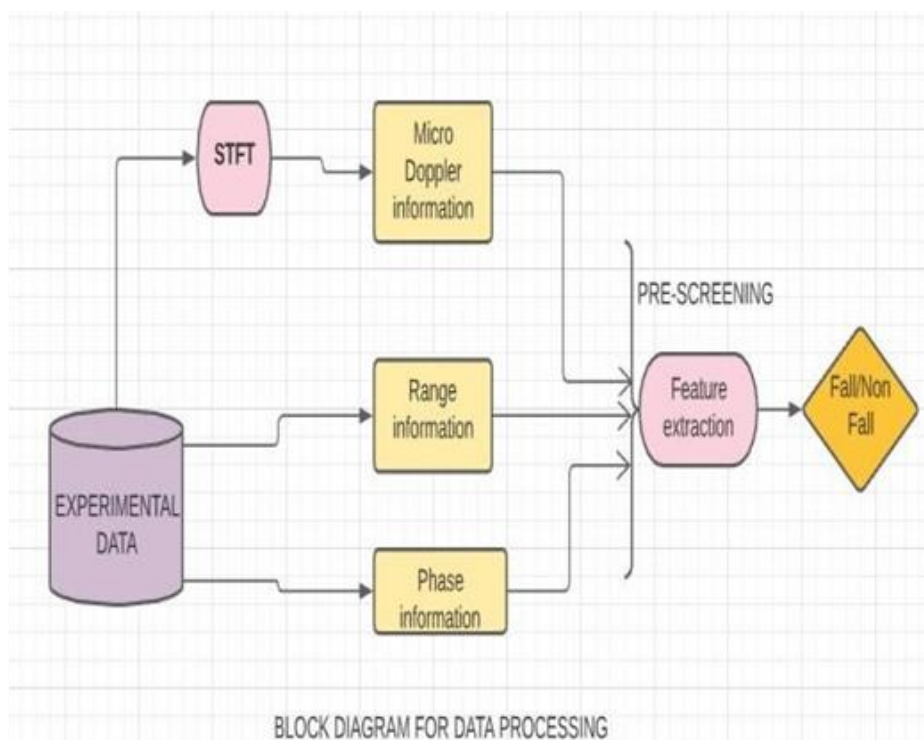 STFT
Micro
Doppler
information
PRE-SCREENING
Range
information
Feature
extraction
Fall/Non
Fall
EXPERIMENTAL
DATA
Phase
information
BLOCK DIAGRAM FOR DATA PROCESSING